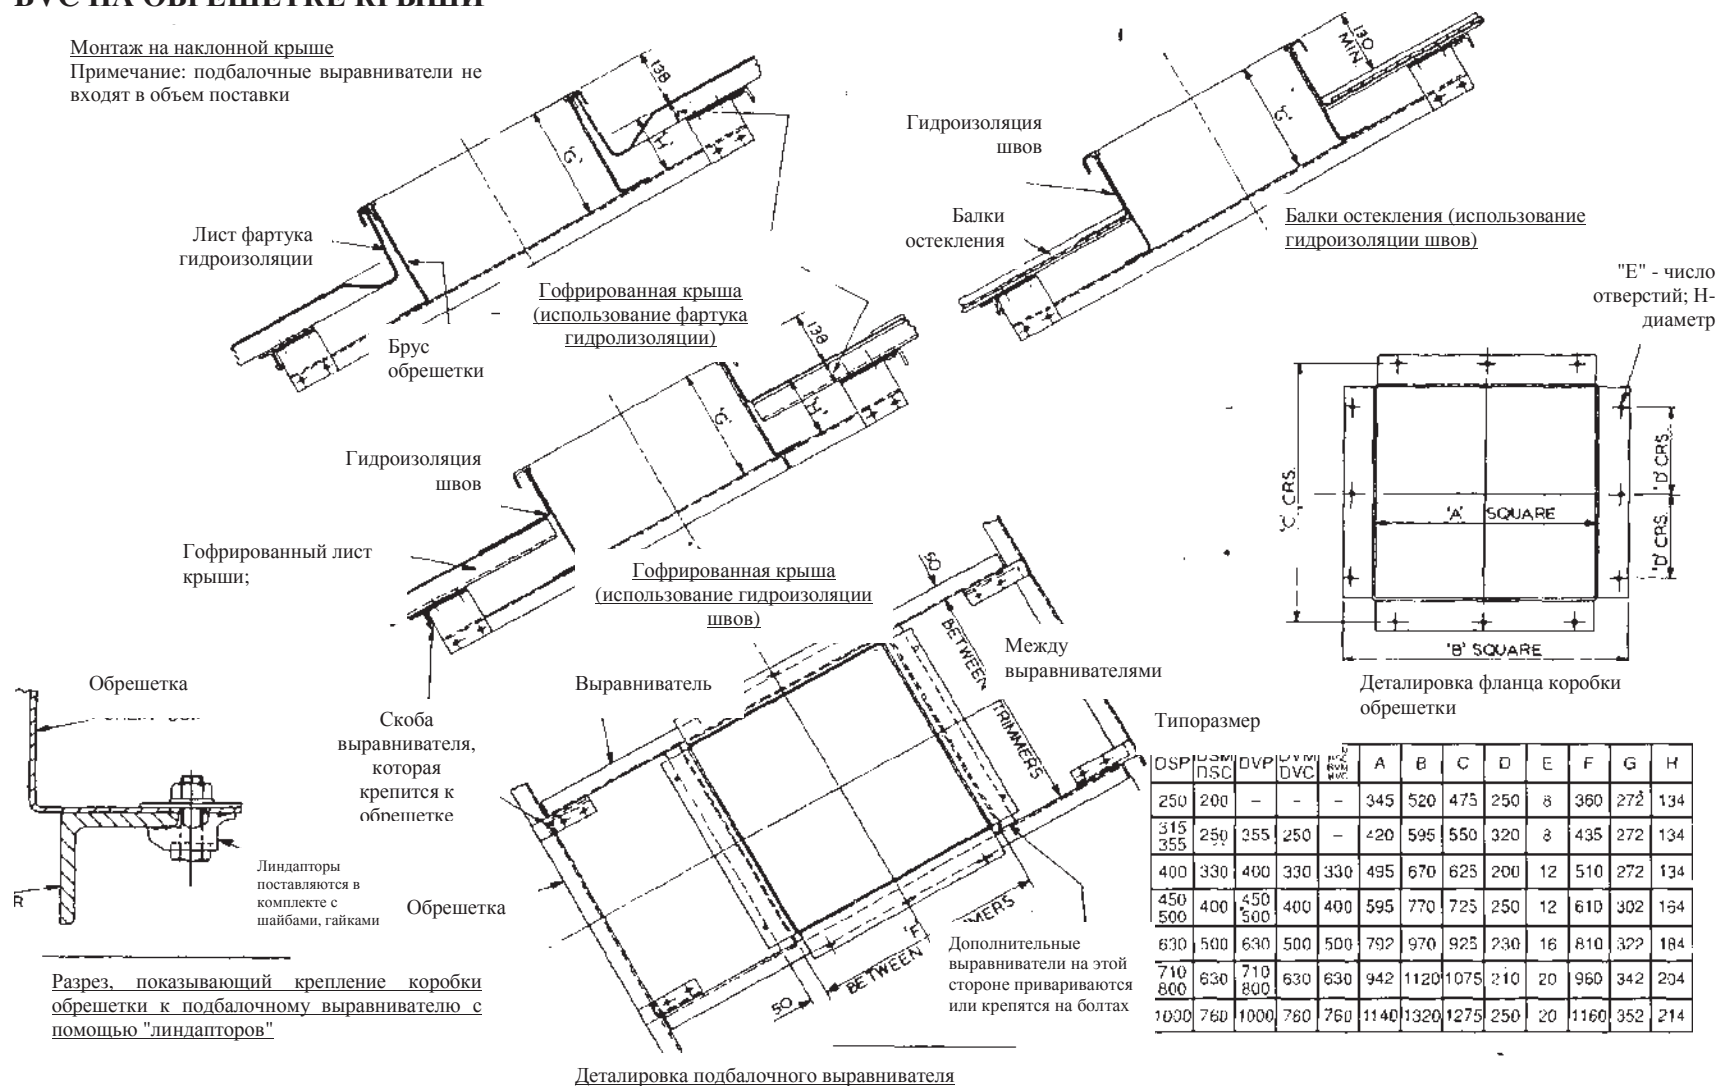 ВVС НА ОБРЕШЕТКЕ КРЫШИ
Монтаж на наклонной крыше
Примечание: подбалочные выравниватели не
входят в объем поставки
138
'G'
'H'
Лист фартука
гидроизоляции
Брус
обрешетки
Гофрированная крыша
(использование фартука
гидролизоляции)
130
MIN.
'G'
Гидроизоляция
швов
Балки
остекления
Балки остекления (использование
гидроизоляции швов)
138
'G'
'H'
Гидроизоляция
швов
Гофрированный лист
крыши;
Гофрированная крыша
(использование гидроизоляции
швов)
"Е" - число
отверстий; Н-
диаметр
'C' CRS.
'A' SQUARE
'D' CRS.
'D' CRS.
'B' SQUARE
Деталировка фланца коробки
обрешетки
Обрешетка
R
Линдапторы
поставляются в
комплекте с
шайбами, гайками
Разрез, показывающий крепление коробки
обрешетки к подбалочному выравнивателю с
помощью "линдапторов"
Скоба
выравнивателя,
которая
крепится к
обрешетке
Выравниватель
50
BETWEEN
TRIMMERS
Между
выравнивателями
Обрешетка
50
BETWEEN
'F'
MMERS
Дополнительные
выравниватели на этой
стороне привариваются
или крепятся на болтах
Деталировка подбалочного выравнивателя
Типоразмер
DSP DSM DSC DVP DVM DVC A B C D E F G H
250 200 – – – 345 520 475 250 8 360 272 134
315 355 250 355 250 – 420 595 550 320 8 435 272 134
400 330 400 330 330 495 670 625 200 12 510 272 134
450 500 400 450 500 400 400 595 770 725 250 12 610 302 164
630 500 630 500 500 792 970 925 230 16 810 322 184
710 800 630 710 800 630 630 942 1120 1075 210 20 960 342 204
1000 760 1000 760 760 1140 1320 1275 250 20 1160 352 214